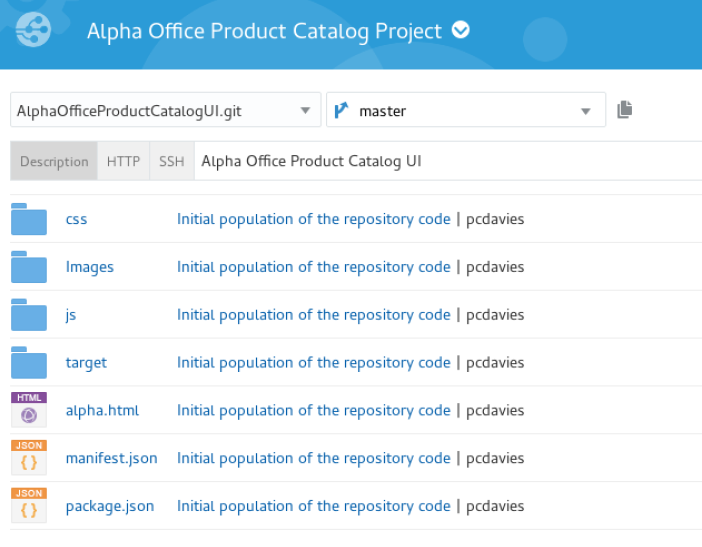 Alpha Office Product Catalog Project
AlphaOfficeProductCatalogUI.git master
Description HTTP SSH Alpha Office Product Catalog UI
css Initial population of the repository code | pcdavies
Images Initial population of the repository code | pcdavies
js Initial population of the repository code | pcdavies
target Initial population of the repository code | pcdavies
HTML
alpha.html Initial population of the repository code | pcdavies
JSON
{ }
manifest.json Initial population of the repository code | pcdavies
JSON
{ }
package.json Initial population of the repository code | pcdavies